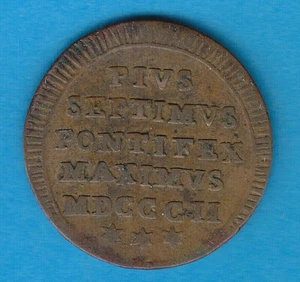 PIVS
SEPTIMVS
PONTIFEX
MAXIMVS
MDCCCII